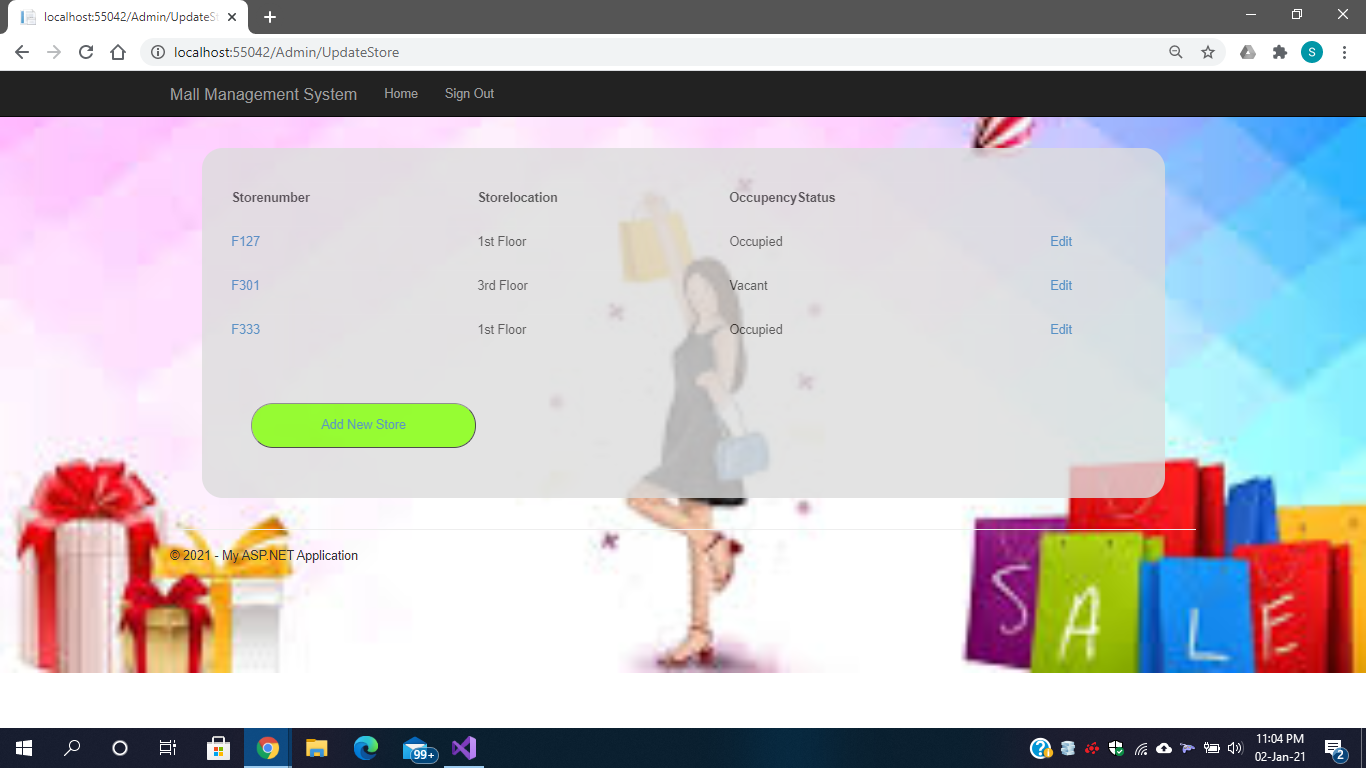 localhost:55042/Admin/UpdateSt
localhost:55042/Admin/UpdateStore
S
Mall Management System Home Sign Out
Storenumber Storelocation OccupencyStatus
F127 1st Floor Occupied Edit
F301 3rd Floor Vacant Edit
F333 1st Floor Occupied Edit
Add New Store
© 2021 - My ASP.NET Application
S A L E
99+
11:04 PM
02-Jan-21
2